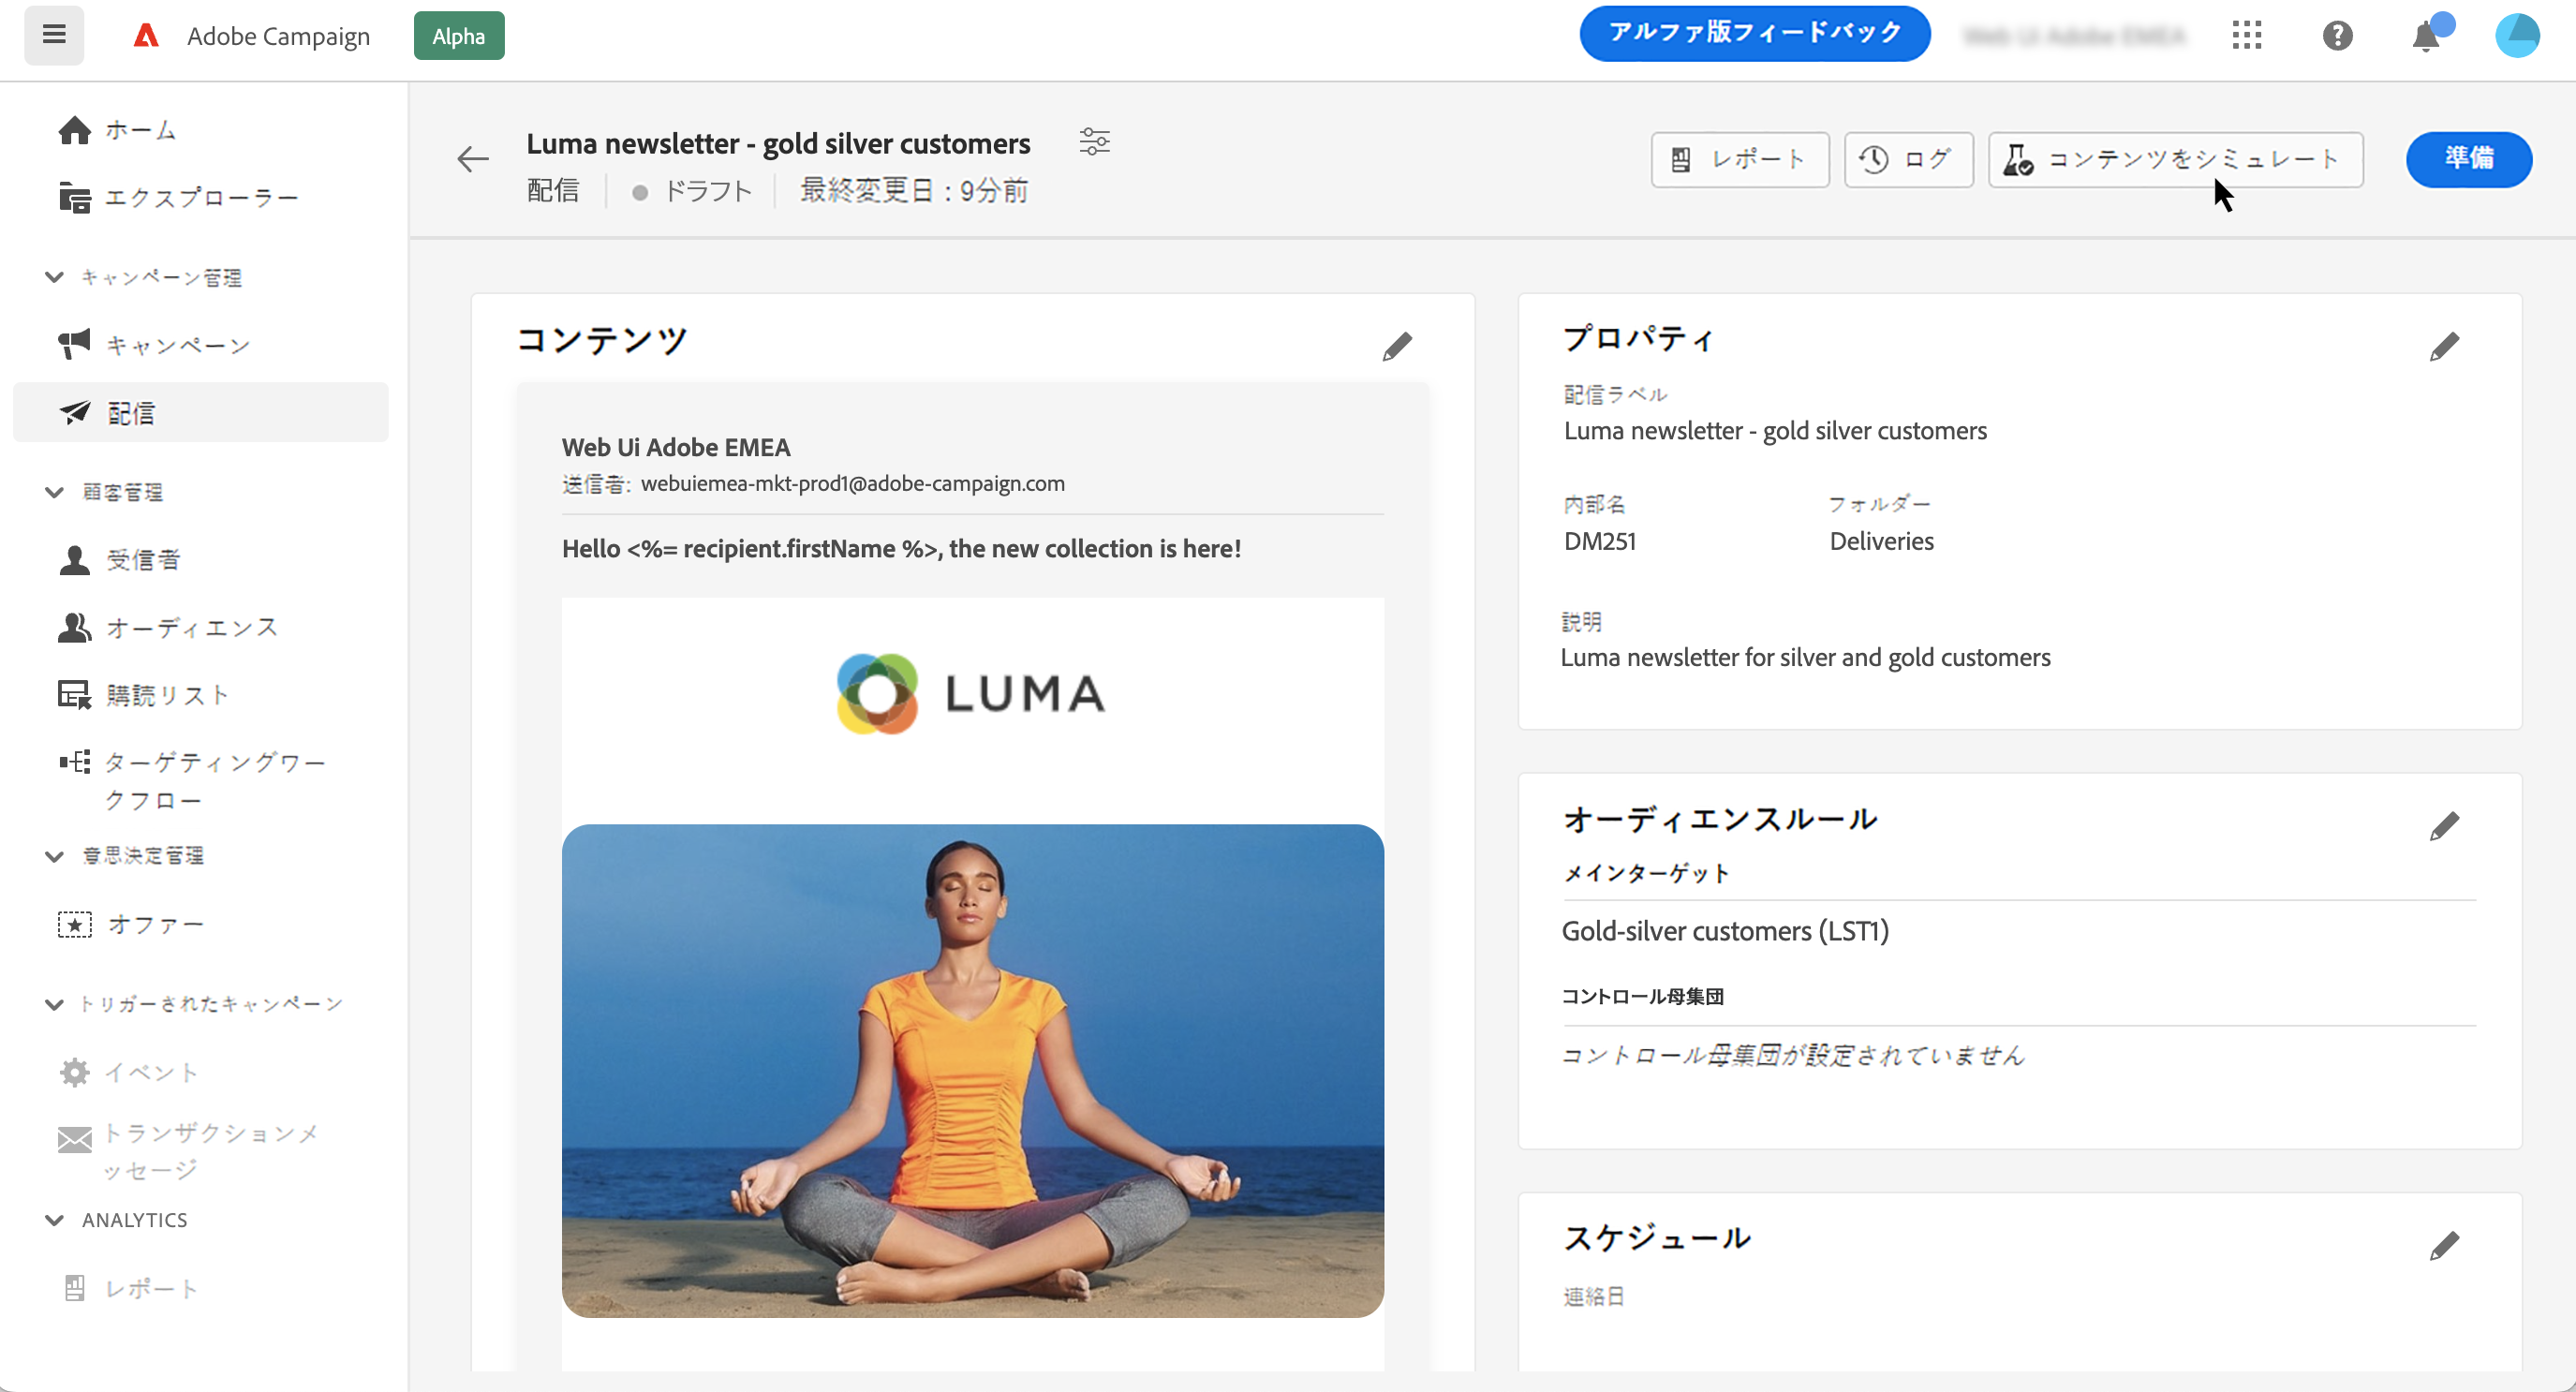 Adobe Campaign
Alpha
アルファ版フィードバック
Web Ui Adobe EMEA
ホーム
エクスプローラー
キャンペーン管理
キャンペーン
配信
顧客管理
受信者
オーディエンス
購読リスト
ターゲティングワー
クフロー
意思決定管理
オファー
トリガーされたキャンペーン
イベント
トランザクションメ
ッセージ
ANALYTICS
レポート
Luma newsletter - gold silver customers
配信
ドラフト
最終変更日 : 9分前
レポート
ログ
コンテンツをシミュレート
準備
コンテンツ
Web Ui Adobe EMEA
送信者: webuiemea-mkt-prod1@adobe-campaign.com
Hello <%= recipient.firstName %>, the new collection is here!
LUMA
プロパティ
配信ラベル
Luma newsletter - gold silver customers
内部名
フォルダー
DM251
Deliveries
説明
Luma newsletter for silver and gold customers
オーディエンスルール
メインターゲット
Gold-silver customers (LST1)
コントロール母集団
コントロール母集団が設定されていません
スケジュール
連絡日